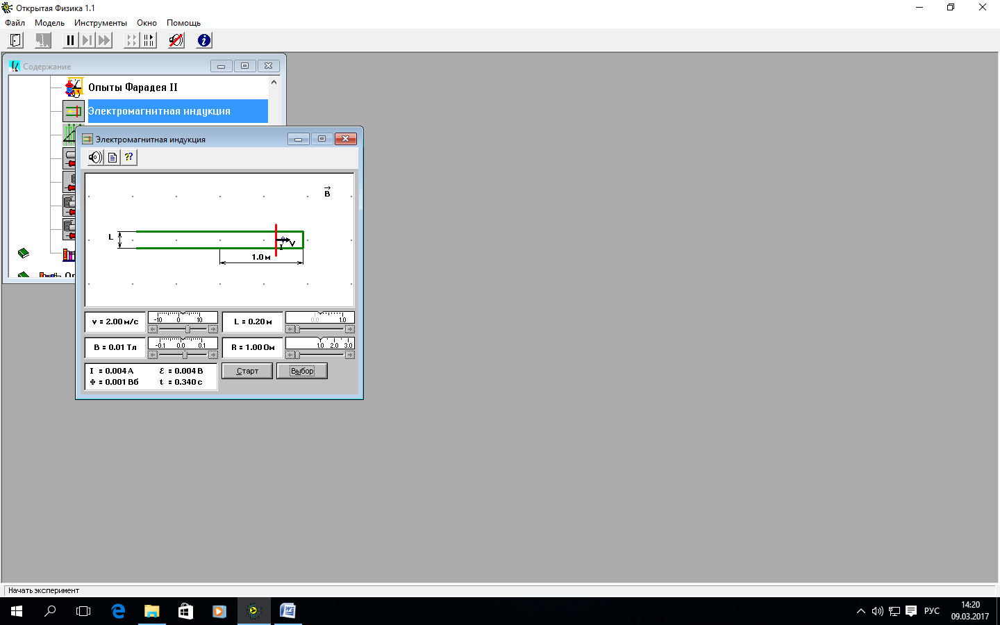 Открытая Физика 1.1
Файл Модель Инструменты Окно Помощь
Содержание
Опыты Фарадея II
Электромагнитная индукция
Электромагнитная индукция
??
B
L
I V
1.0 м
v = 2.00 м/с
-10 0 10
L = 0.20 м
0.0 1.0
B = 0.01 Тл
-0.1 0.0 0.1
R = 1.00 Ом
1.0 2.0 3.0
I = 0.004 А ε = 0.004 В
Φ = 0.001 Вб t = 0.340 с
Старт Выбор
Начать эксперимент
РУС
14:20
09.03.2017